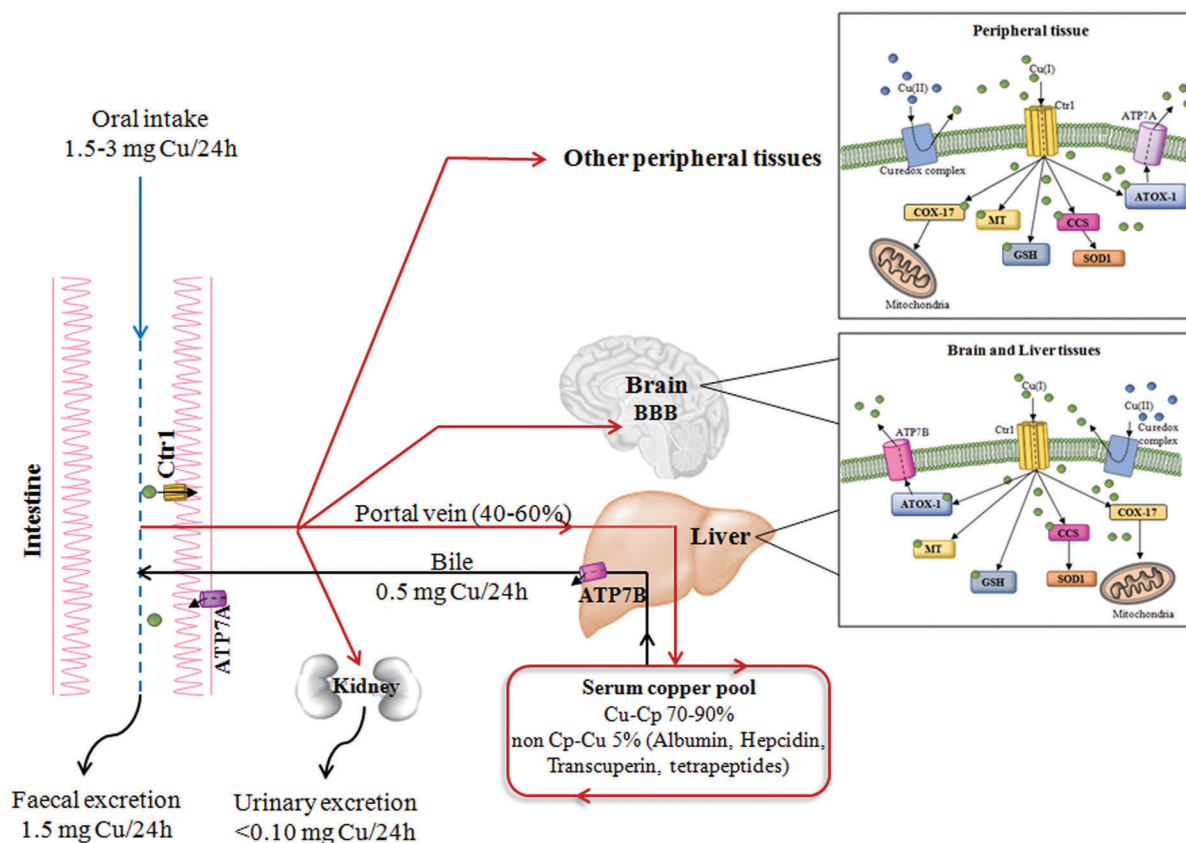 Oral intake
1.5-3 mg Cu/24h
Intestine
Ctr1
ATP7A
Faecal excretion
1.5 mg Cu/24h
Kidney
Urinary excretion
<0.10 mg Cu/24h
Portal vein (40-60%)
Bile
0.5 mg Cu/24h
Other peripheral tissues
Brain
BBB
Liver
ATP7B
Serum copper pool
Cu-Cp 70-90%
non Cp-Cu 5% (Albumin, Hepcidin,
Transcuperin, tetrapeptides)
Peripheral tissue
Cu(I)
Cu(II)
Ctr1
ATP7A
Cu redox complex
ATOX-1
COX-17
MT
CCS
GSH
SOD1
Mitochondria
Brain and Liver tissues
Cu(I)
Cu(II)
Ctr1
Cu redox
complex
ATP7B
ATOX-1
COX-17
CCS
MT
GSH
SOD1
Mitochondria